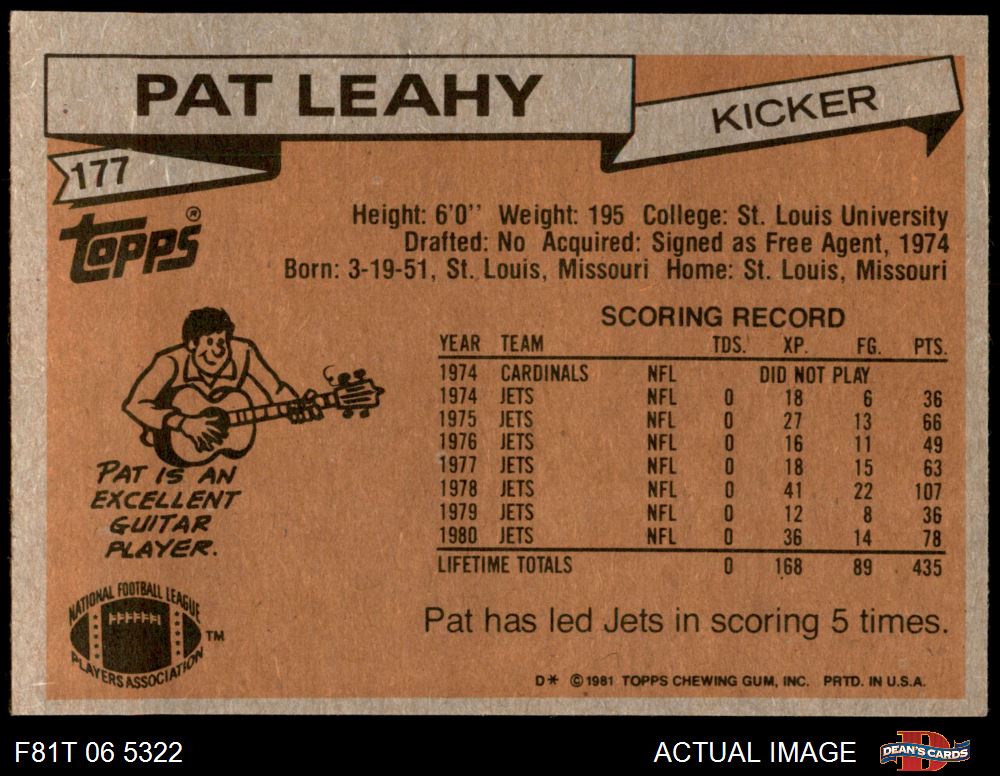 PAT LEAHY
KICKER
177
TOPPS®
Height: 6'0'' Weight: 195 College: St. Louis University
Drafted: No Acquired: Signed as Free Agent, 1974
Born: 3-19-51, St. Louis, Missouri Home: St. Louis, Missouri
SCORING RECORD
YEAR TEAM TDS. XP. FG. PTS.
1974 CARDINALS NFL DID NOT PLAY
1974 JETS NFL 0 18 6 36
1975 JETS NFL 0 27 13 66
1976 JETS NFL 0 16 11 49
1977 JETS NFL 0 18 15 63
1978 JETS NFL 0 41 22 107
1979 JETS NFL 0 12 8 36
1980 JETS NFL 0 36 14 78
LIFETIME TOTALS 0 168 89 435
PAT IS AN
EXCELLENT
GUITAR
PLAYER.
Pat has led Jets in scoring 5 times.
NATIONAL FOOTBALL LEAGUE
PLAYERS ASSOCIATION
TM
D* ©1981 TOPPS CHEWING GUM, INC. PRTD. IN U.S.A.
F81T 06 5322
ACTUAL IMAGE
D
DEAN'S CARDS